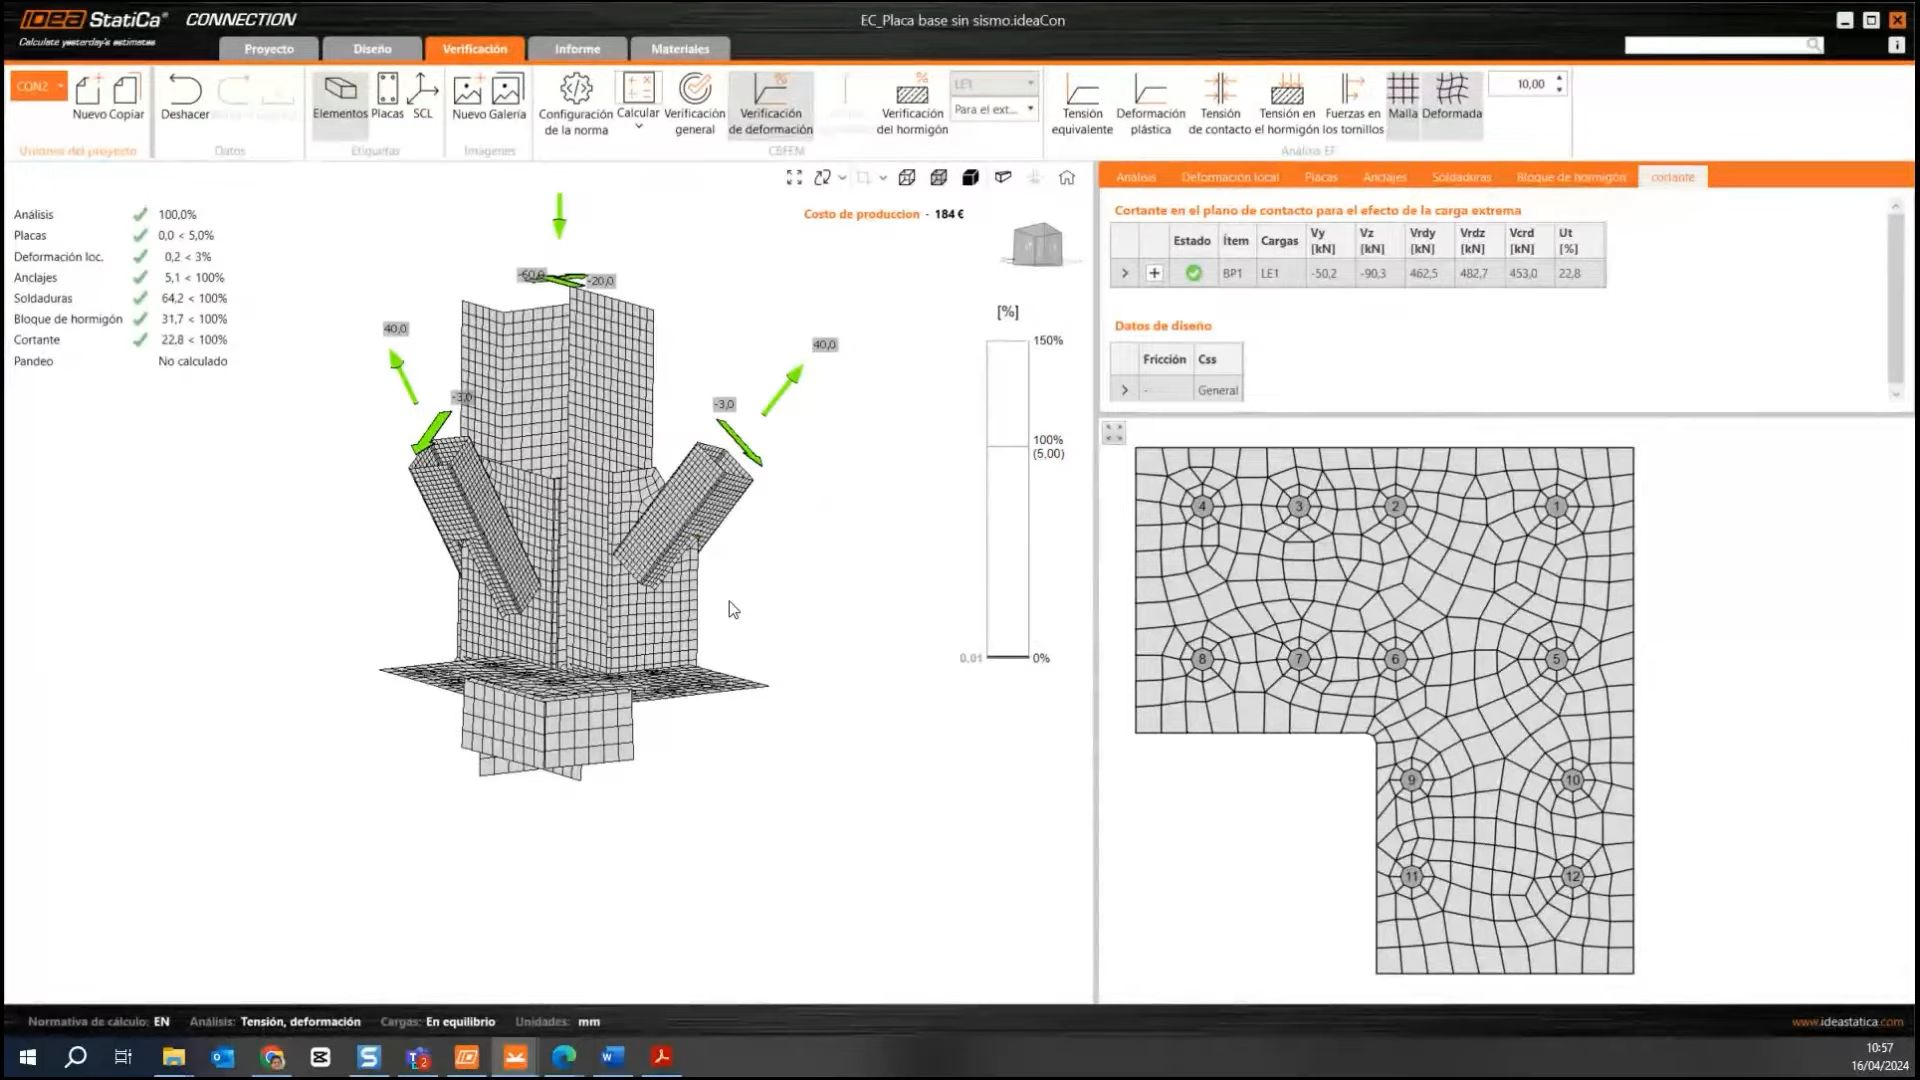 IDEA StatiCa® CONNECTION
Calculate yesterday's estimates
EC_Placa base sin sismo.ideaCon
Proyecto
Diseño
Verificación
Informe
Materiales
CON2
Nuevo Copiar
Deshacer
Elementos Placas SCL
Nuevo Galería
Configuración de la norma
Calcular
Verificación general
Verificación de deformación
Verificación del hormigón
LE1
Para el ext...
Tensión equivalente
Deformación plástica
Tensión de contacto
Tensión en el hormigón
Fuerzas en los tornillos
Malla
Deformada
10,00
Uniones del proyecto
Datos
Etiquetas
Imágenes
CBFEM
Análisis EF
Análisis 100,0%
Placas 0,0 < 5,0%
Deformación loc. 0,2 < 3%
Anclajes 5,1 < 100%
Soldaduras 64,2 < 100%
Bloque de hormigón 31,7 < 100%
Cortante 22,8 < 100%
Pandeo No calculado
Costo de produccion - 184 €
-60,0
-20,0
40,0
40,0
-3,0
-3,0
[%]
150%
100%
(5,00)
0,01
0%
Análisis Deformación local Placas Anclajes Soldaduras Bloque de hormigón cortante
Cortante en el plano de contacto para el efecto de la carga extrema
Estado Ítem Cargas Vy [kN] Vz [kN] Vrdy [kN] Vrdz [kN] Vcrd [kN] Ut [%]
> + BP1 LE1 -50,2 -90,3 462,5 482,7 453,0 22,8
Datos de diseño
Fricción Css
> General
4 3 2 1
8 7 6 5
9 10
11 12
Normativa de cálculo: EN Análisis: Tensión, deformación Cargas: En equilibrio Unidades: mm
www.ideastatica.com
10:57
16/04/2024